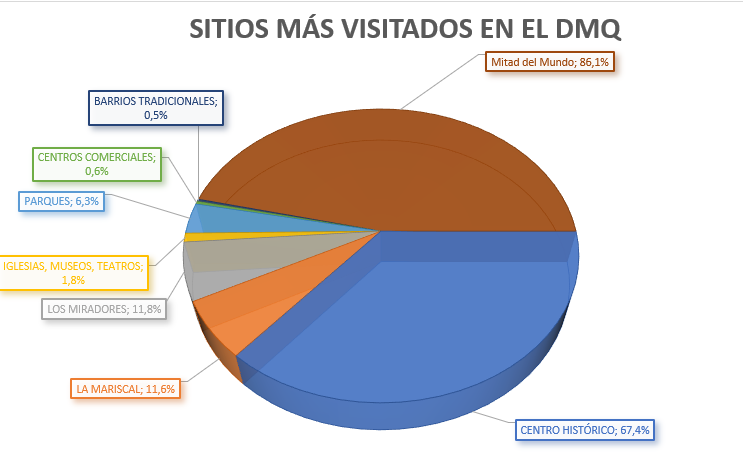 SITIOS MÁS VISITADOS EN EL DMQ
Mitad del Mundo; 86,1%
BARRIOS TRADICIONALES;
0,5%
CENTROS COMERCIALES;
0,6%
PARQUES; 6,3%
IGLESIAS, MUSEOS, TEATROS;
1,8%
LOS MIRADORES; 11,8%
LA MARISCAL; 11,6%
CENTRO HISTÓRICO; 67,4%